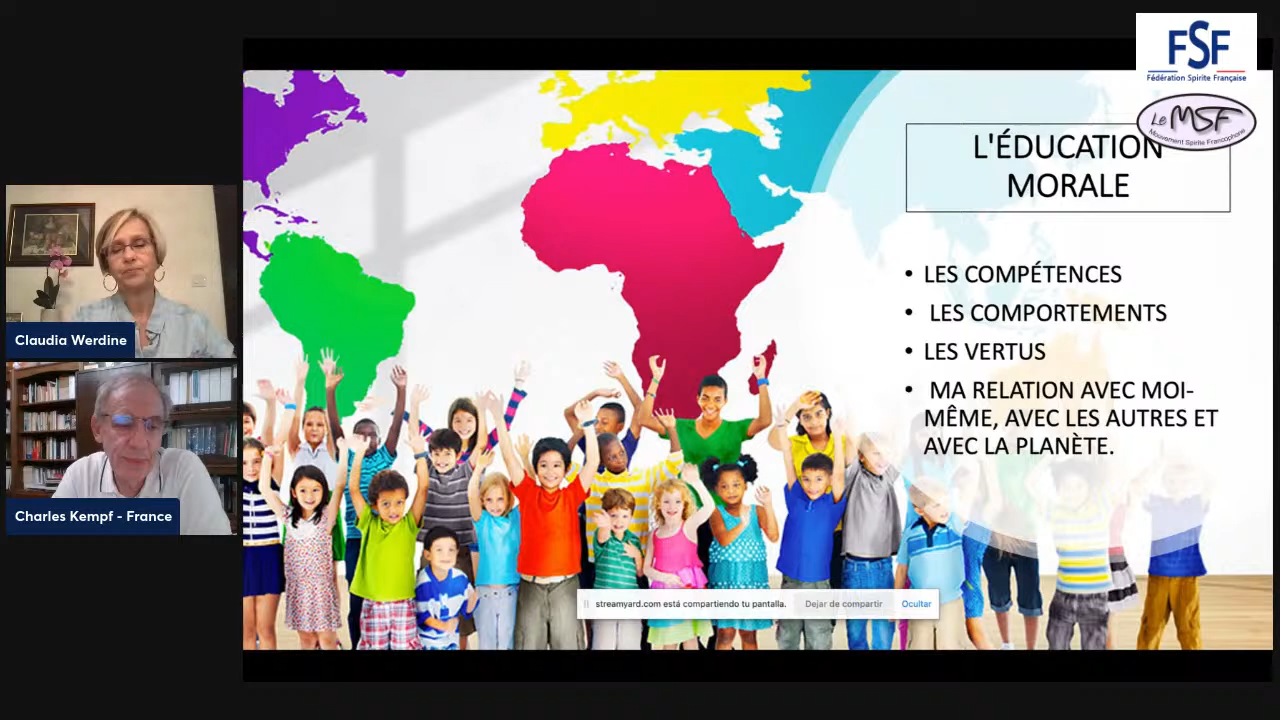 FSF
Fédération Spirite Française
Le MSF
Mouvement Spirite Francophone
L'ÉDUCATION
MORALE
• LES COMPÉTENCES
• LES COMPORTEMENTS
• LES VERTUS
• MA RELATION AVEC MOI-
MÊME, AVEC LES AUTRES ET
AVEC LA PLANÈTE.
Claudia Werdine
Charles Kempf - France
streamyard.com está compartiendo tu pantalla.
Dejar de compartir
Ocultar